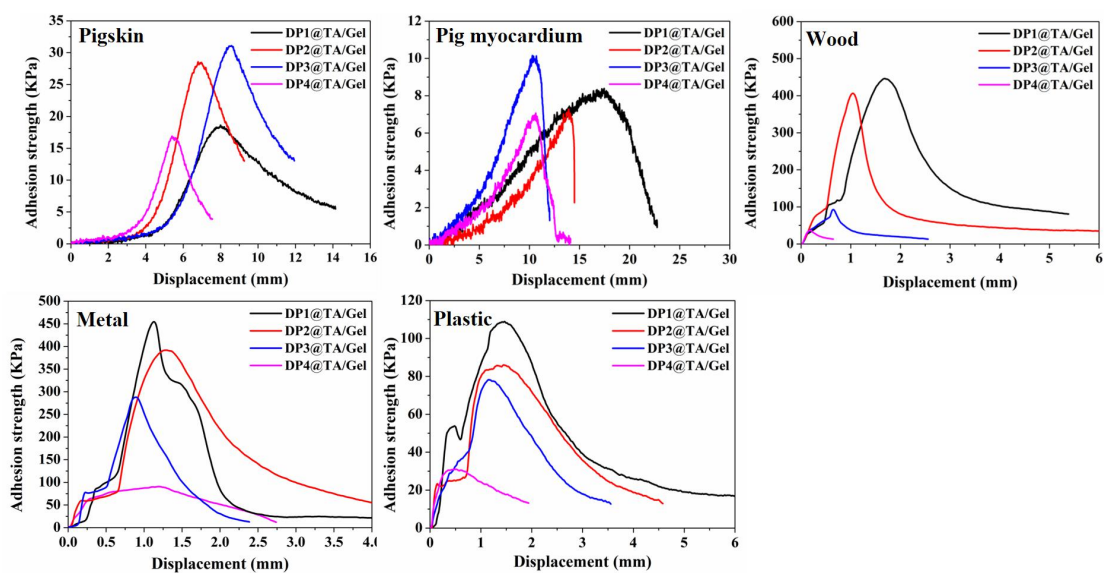 Pigskin
DP1@TA/Gel
DP2@TA/Gel
DP3@TA/Gel
DP4@TA/Gel
Adhesion strength (KPa)
35
30
25
20
15
10
5
0
0 2 4 6 8 10 12 14 16
Displacement (mm)
Pig myocardium
DP1@TA/Gel
DP2@TA/Gel
DP3@TA/Gel
DP4@TA/Gel
Adhesion strength (KPa)
12
10
8
6
4
2
0
0 5 10 15 20 25 30
Displacement (mm)
Wood
DP1@TA/Gel
DP2@TA/Gel
DP3@TA/Gel
DP4@TA/Gel
Adhesion strength (KPa)
600
500
400
300
200
100
0
0 1 2 3 4 5 6
Displacement (mm)
Metal
DP1@TA/Gel
DP2@TA/Gel
DP3@TA/Gel
DP4@TA/Gel
Adhesion strength (KPa)
500
450
400
350
300
250
200
150
100
50
0
0.0 0.5 1.0 1.5 2.0 2.5 3.0 3.5 4.0
Displacement (mm)
Plastic
DP1@TA/Gel
DP2@TA/Gel
DP3@TA/Gel
DP4@TA/Gel
Adhesion strength (KPa)
120
100
80
60
40
20
0
0 1 2 3 4 5 6
Displacement (mm)